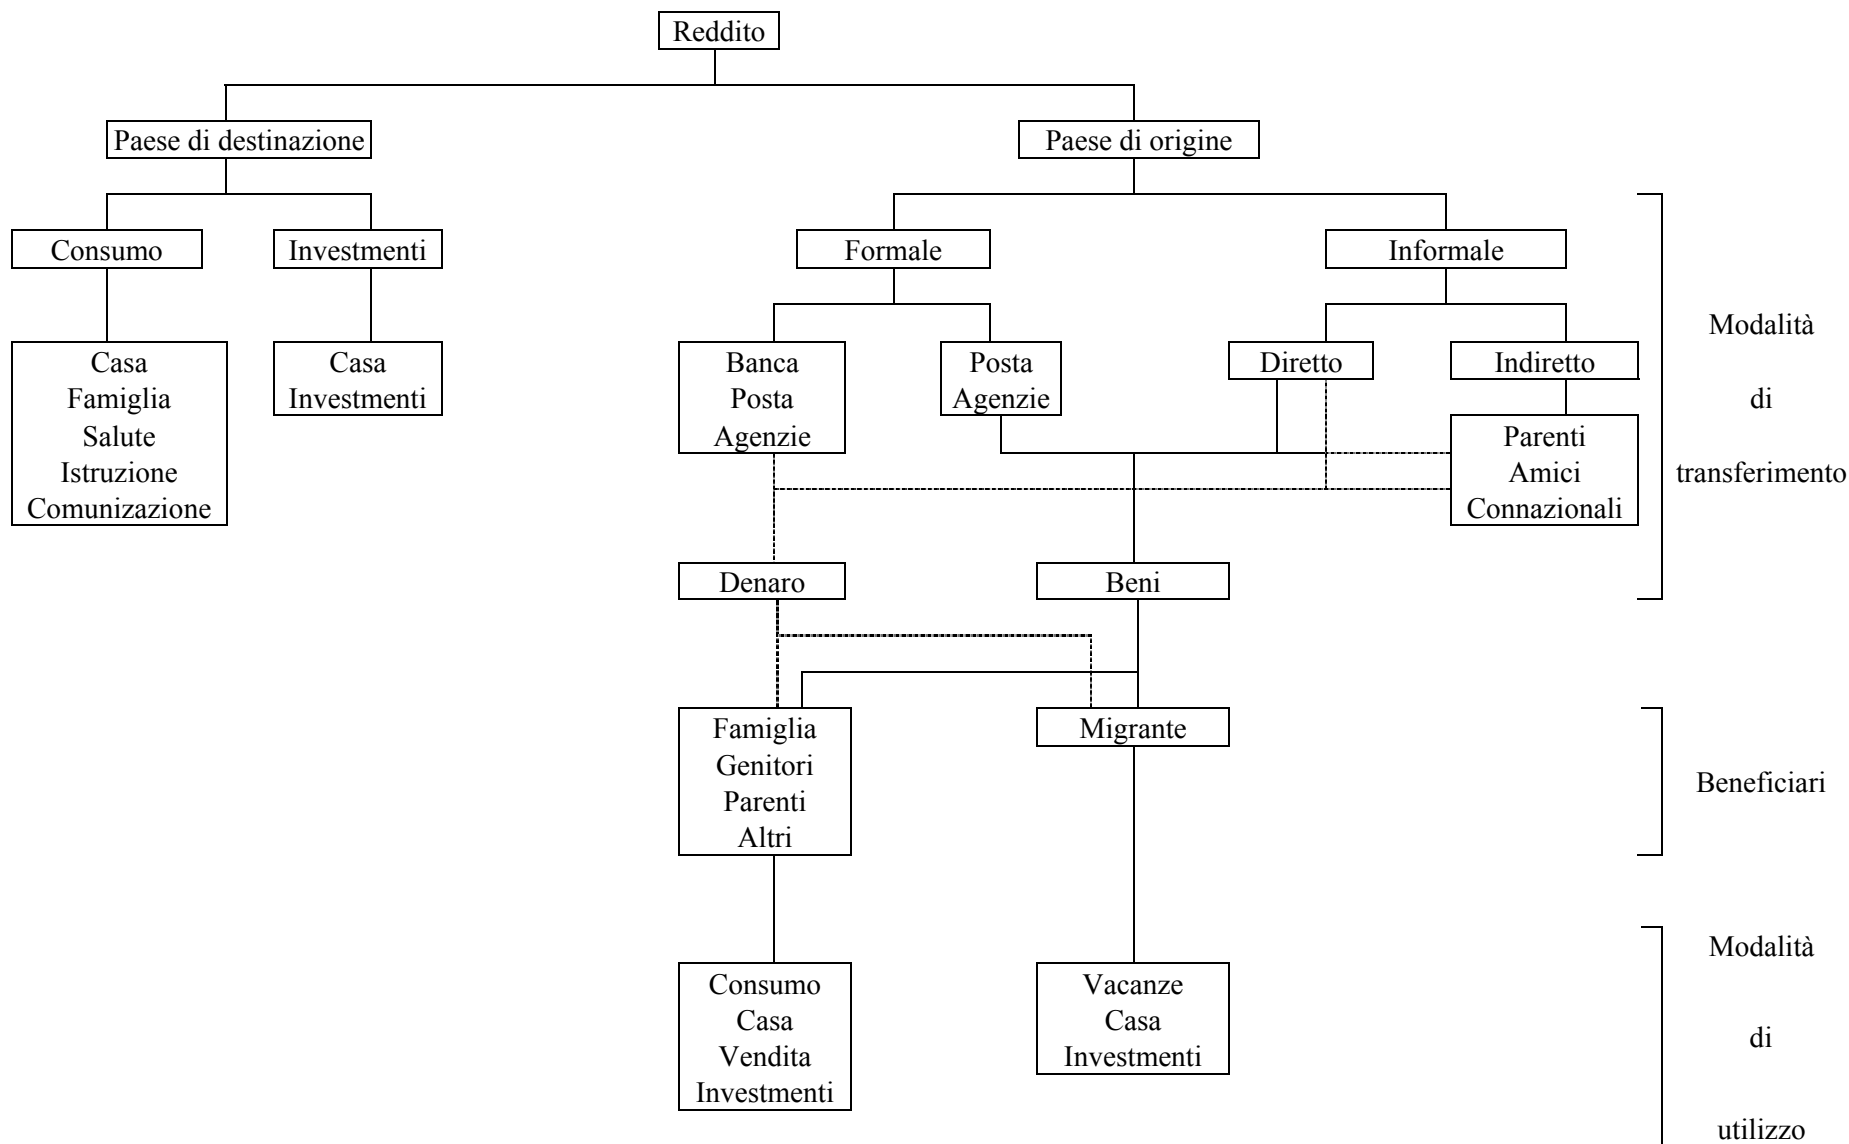 Reddito
Paese di destinazione
Paese di origine
Consumo
Investmenti
Formale
Informale
Casa
Famiglia
Salute
Istruzione
Comunizazione
Casa
Investmenti
Banca
Posta
Agenzie
Posta
Agenzie
Diretto
Indiretto
Parenti
Amici
Connazionali
Modalità
di
transferimento
Denaro
Beni
Famiglia
Genitori
Parenti
Altri
Migrante
Beneficiari
Consumo
Casa
Vendita
Investmenti
Vacanze
Casa
Investmenti
Modalità
di
utilizzo